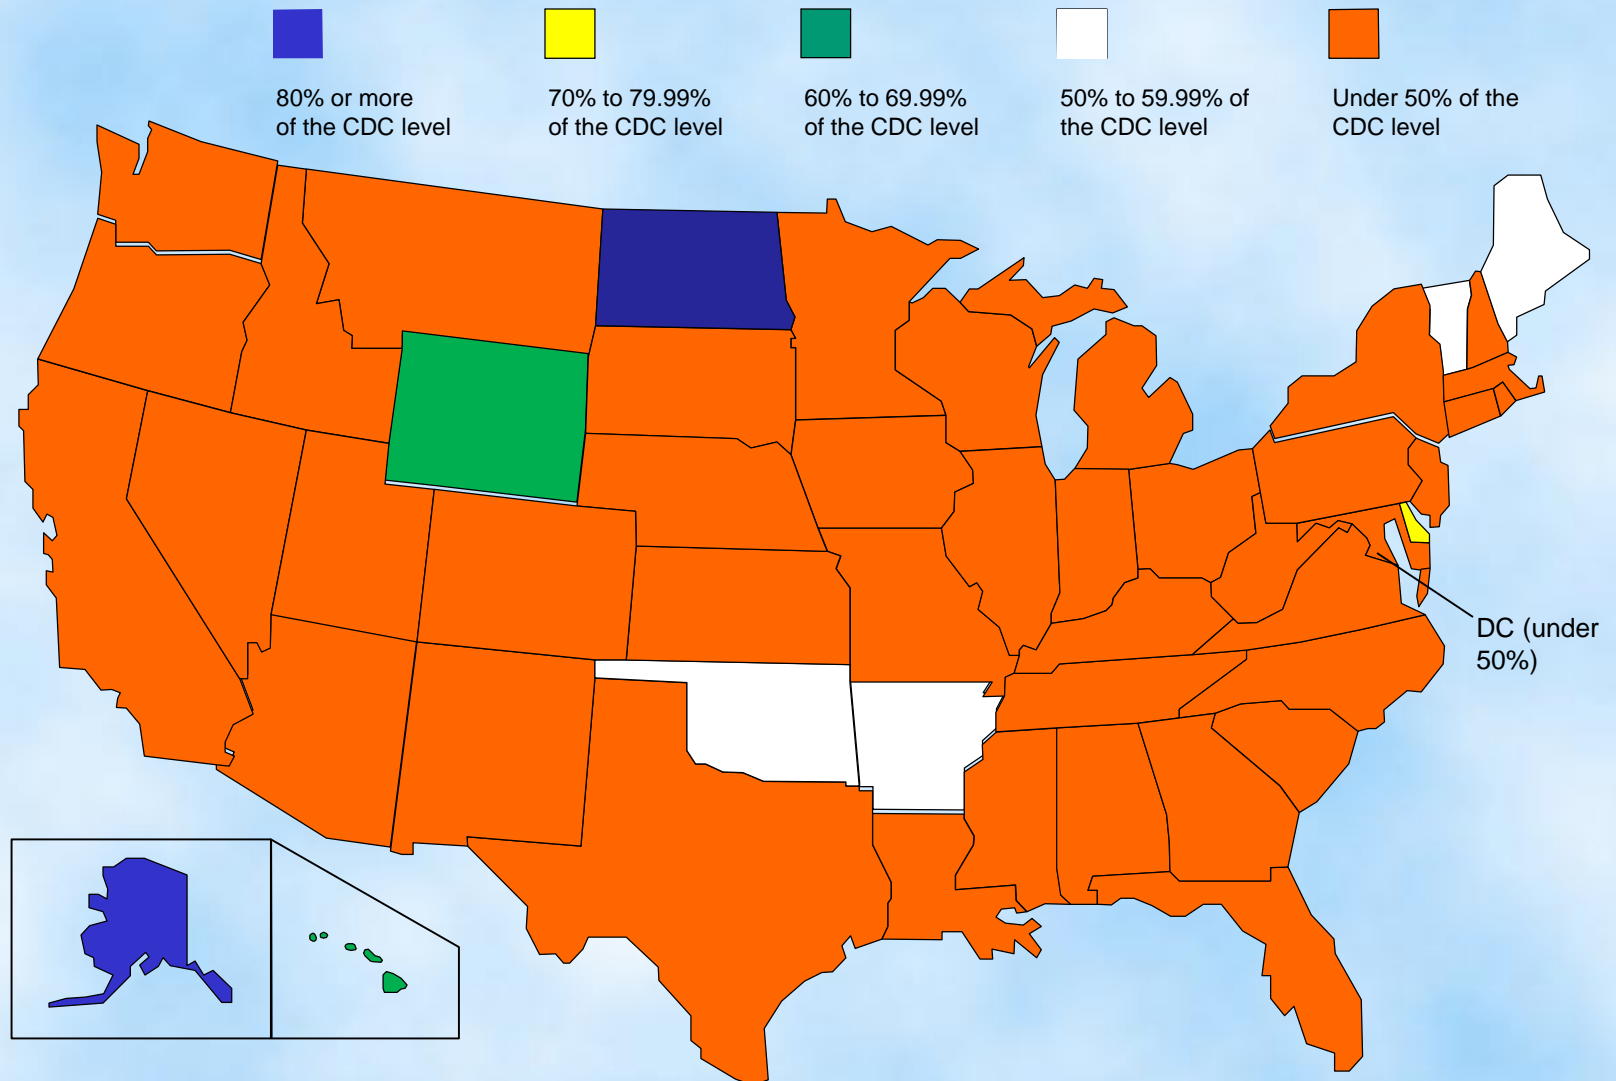 80% or more
of the CDC level
70% to 79.99%
of the CDC level
60% to 69.99%
of the CDC level
50% to 59.99% of
the CDC level
Under 50% of the
CDC level
DC (under
50%)